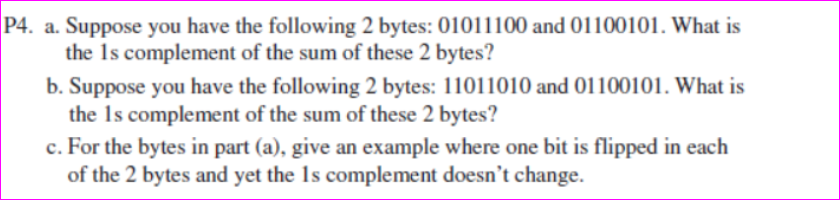 P4. a. Suppose you have the following 2 bytes: 01011100 and 01100101. What is
the 1s complement of the sum of these 2 bytes?
b. Suppose you have the following 2 bytes: 11011010 and 01100101. What is
the 1s complement of the sum of these 2 bytes?
c. For the bytes in part (a), give an example where one bit is flipped in each
of the 2 bytes and yet the 1s complement doesn’t change.